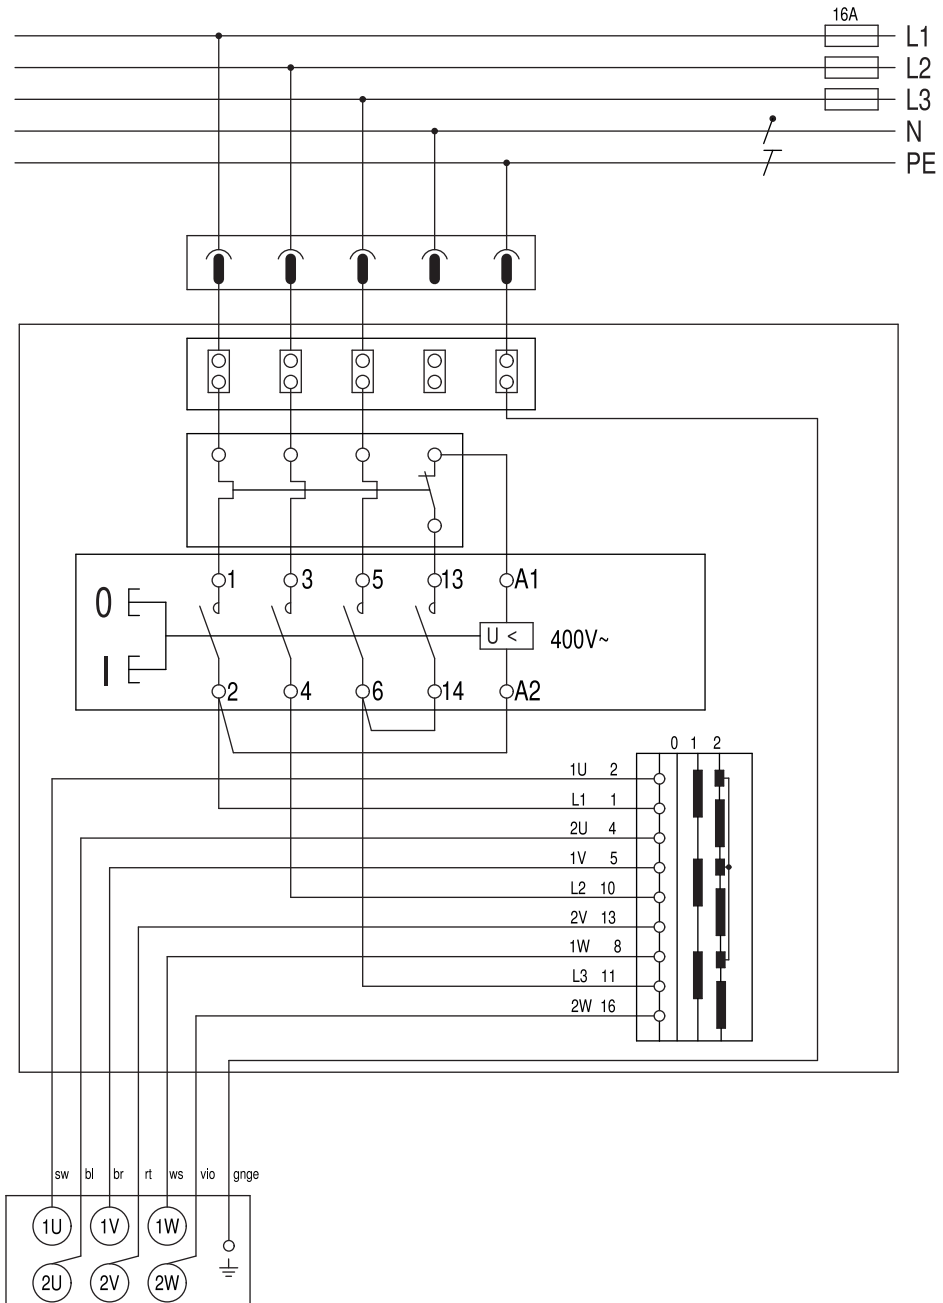 16A
L1
L2
L3
N
PE
1 3 5 13 A1
0
U < 400V~
I
2 4 6 14 A2
0 1 2
1U 2
L1 1
2U 4
1V 5
L2 10
2V 13
1W 8
L3 11
2W 16
sw bl br rt ws vio gnge
1U 1V 1W
2U 2V 2W